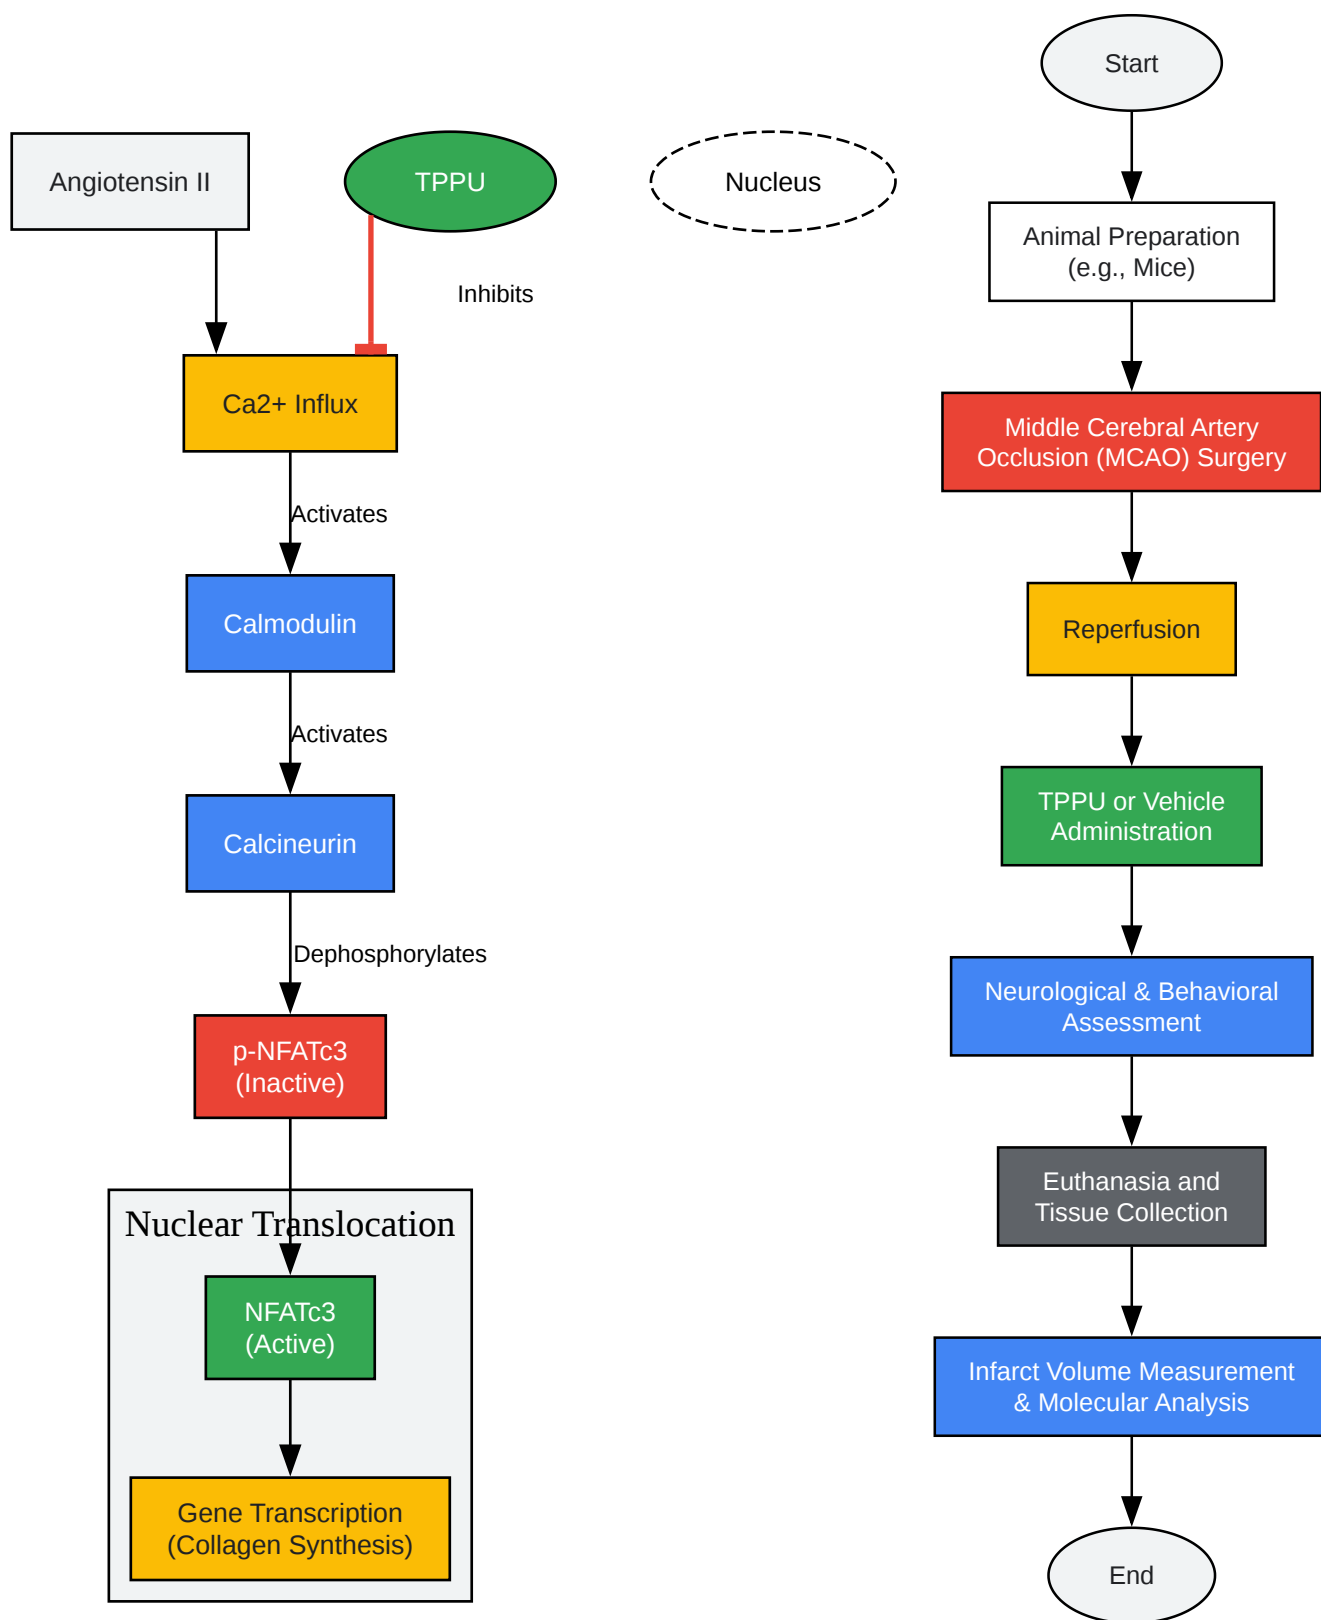 Angiotensin II
TPPU
Nucleus
Inhibits
Ca2+ Influx
Activates
Calmodulin
Activates
Calcineurin
Dephosphorylates
p-NFATc3
(Inactive)
Nuclear Translocation
NFATc3
(Active)
Gene Transcription
(Collagen Synthesis)
Start
Animal Preparation
(e.g., Mice)
Middle Cerebral Artery
Occlusion (MCAO) Surgery
Reperfusion
TPPU or Vehicle
Administration
Neurological & Behavioral
Assessment
Euthanasia and
Tissue Collection
Infarct Volume Measurement
& Molecular Analysis
End